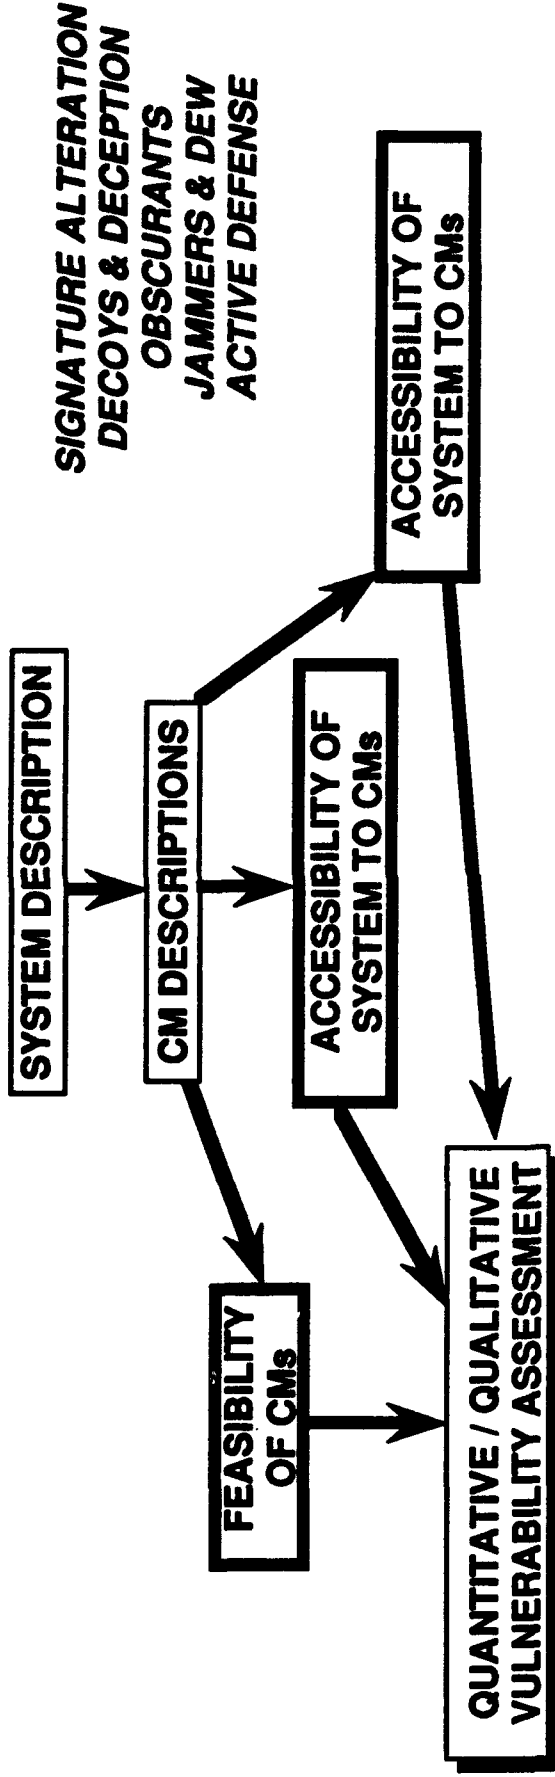 SYSTEM DESCRIPTION
SIGNATURE ALTERATION
DECOYS & DECEPTION
OBSCURANTS
JAMMERS & DEW
ACTIVE DEFENSE
CM DESCRIPTIONS
FEASIBILITY
OF CMs
ACCESSIBILITY OF
SYSTEM TO CMs
ACCESSIBILITY OF
SYSTEM TO CMs
QUANTITATIVE / QUALITATIVE
VULNERABILITY ASSESSMENT